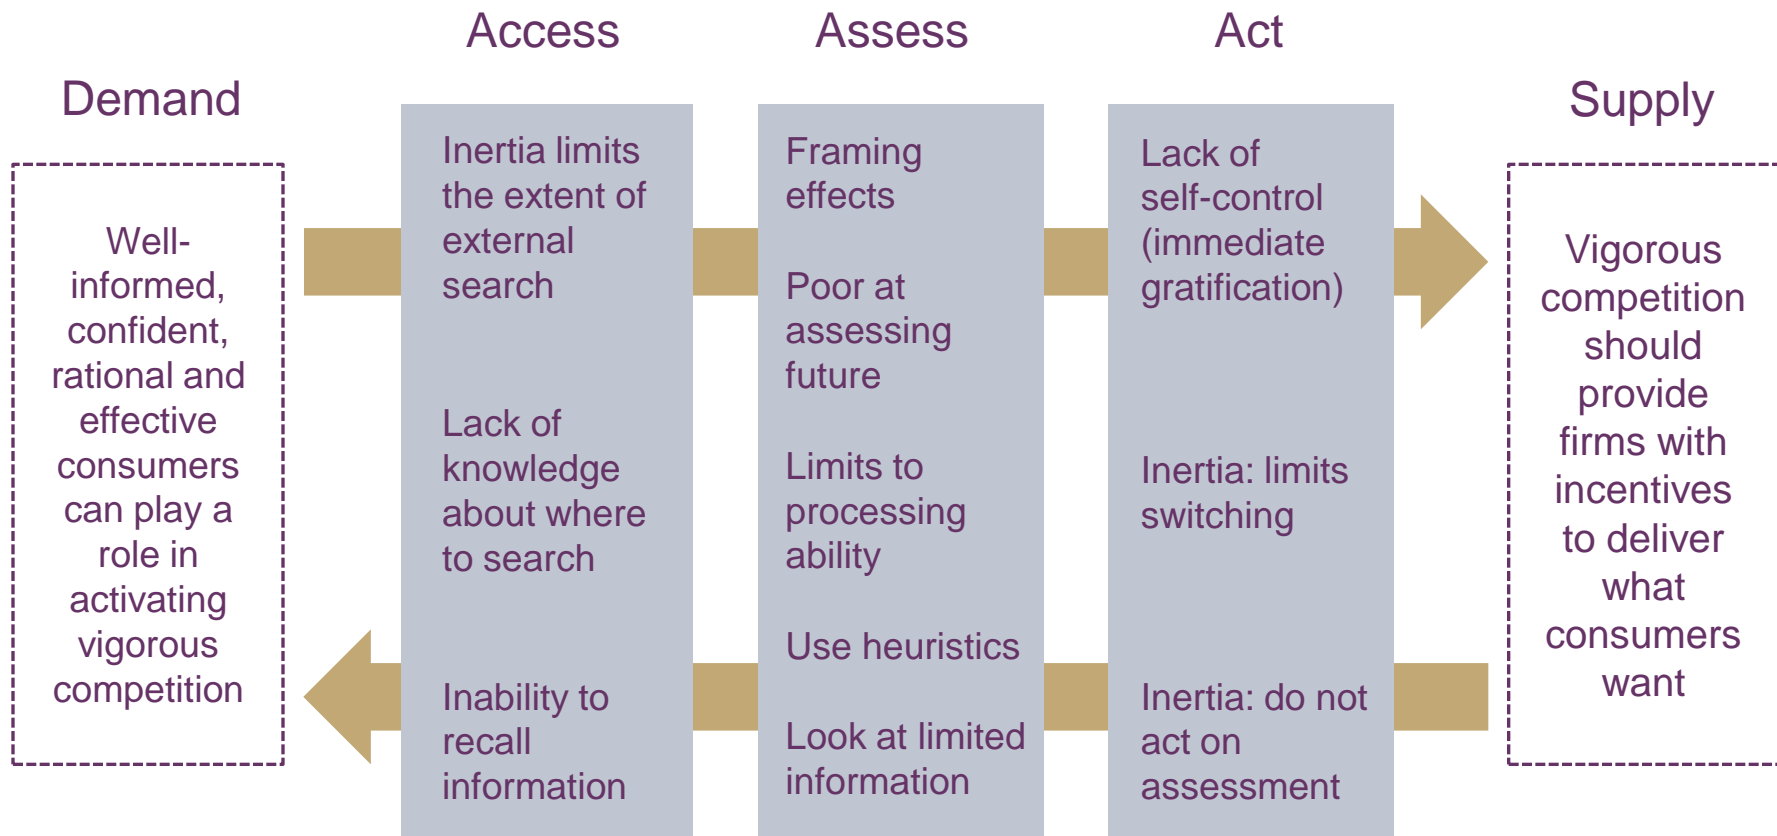 Access
Assess
Act
Demand
Supply
Well-
informed,
confident,
rational and
effective
consumers
can play a
role in
activating
vigorous
competition
Inertia limits
the extent of
external
search
Lack of
knowledge
about where
to search
Inability to
recall
information
Framing
effects
Poor at
assessing
future
Limits to
processing
ability
Use heuristics
Look at limited
information
Lack of
self-control
(immediate
gratification)
Inertia: limits
switching
Inertia: do not
act on
assessment
Vigorous
competition
should
provide
firms with
incentives
to deliver
what
consumers
want